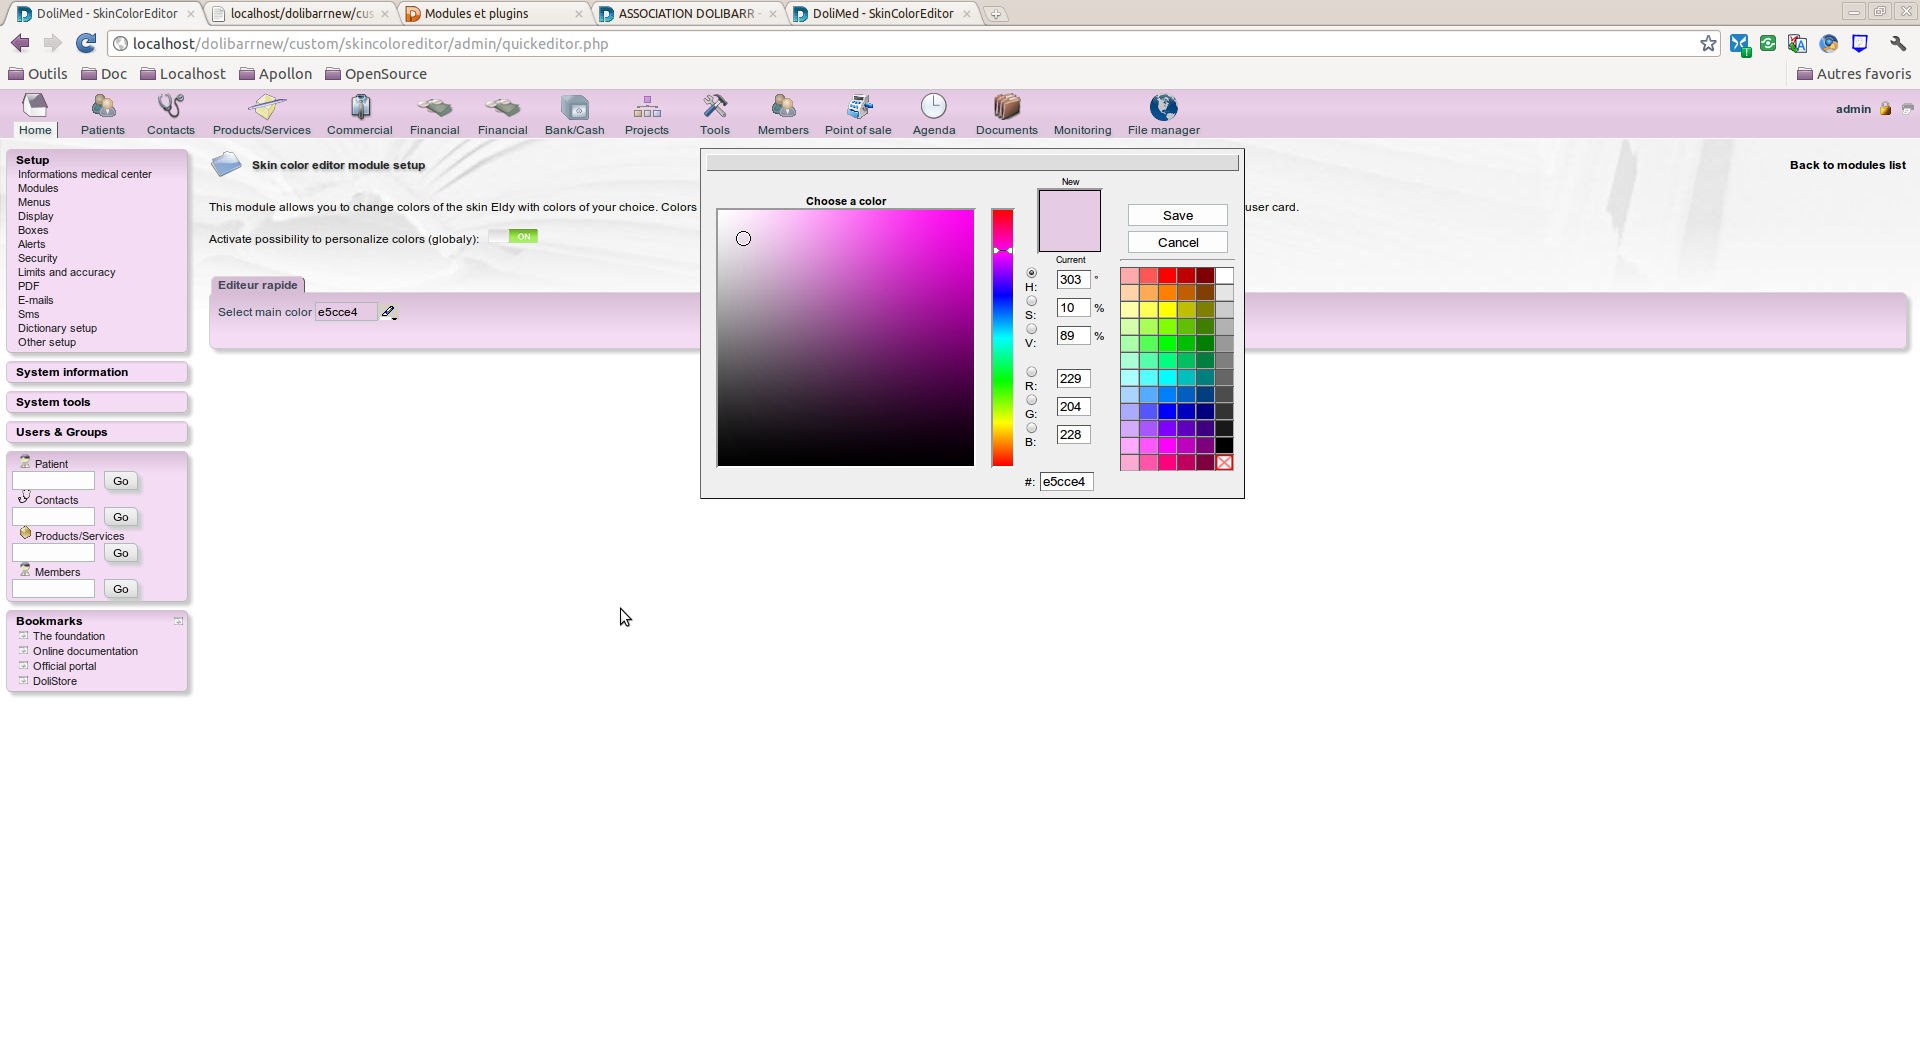 DoliMed - SkinColorEditor
localhost/dolibarrnew/cus
Modules et plugins
ASSOCIATION DOLIBARR -
DoliMed - SkinColorEditor
localhost/dolibarrnew/custom/skincoloreditor/admin/quickeditor.php
Outils
Doc
Localhost
Apollon
OpenSource
Autres favoris
Home
Patients
Contacts
Products/Services
Commercial
Financial
Financial
Bank/Cash
Projects
Tools
Members
Point of sale
Agenda
Documents
Monitoring
File manager
admin
Setup
Informations medical center
Modules
Menus
Display
Boxes
Alerts
Security
Limits and accuracy
PDF
E-mails
Sms
Dictionary setup
Other setup
System information
System tools
Users & Groups
Patient
Go
Contacts
Go
Products/Services
Go
Members
Go
Bookmarks
The foundation
Online documentation
Official portal
DoliStore
Skin color editor module setup
Back to modules list
This module allows you to change colors of the skin Eldy with colors of your choice. Colors
user card.
Activate possibility to personalize colors (globaly):
ON
Editeur rapide
Select main color e5cce4
Choose a color
New
Current
Save
Cancel
H: 303 °
S: 10 %
V: 89 %
R: 229
G: 204
B: 228
#: e5cce4